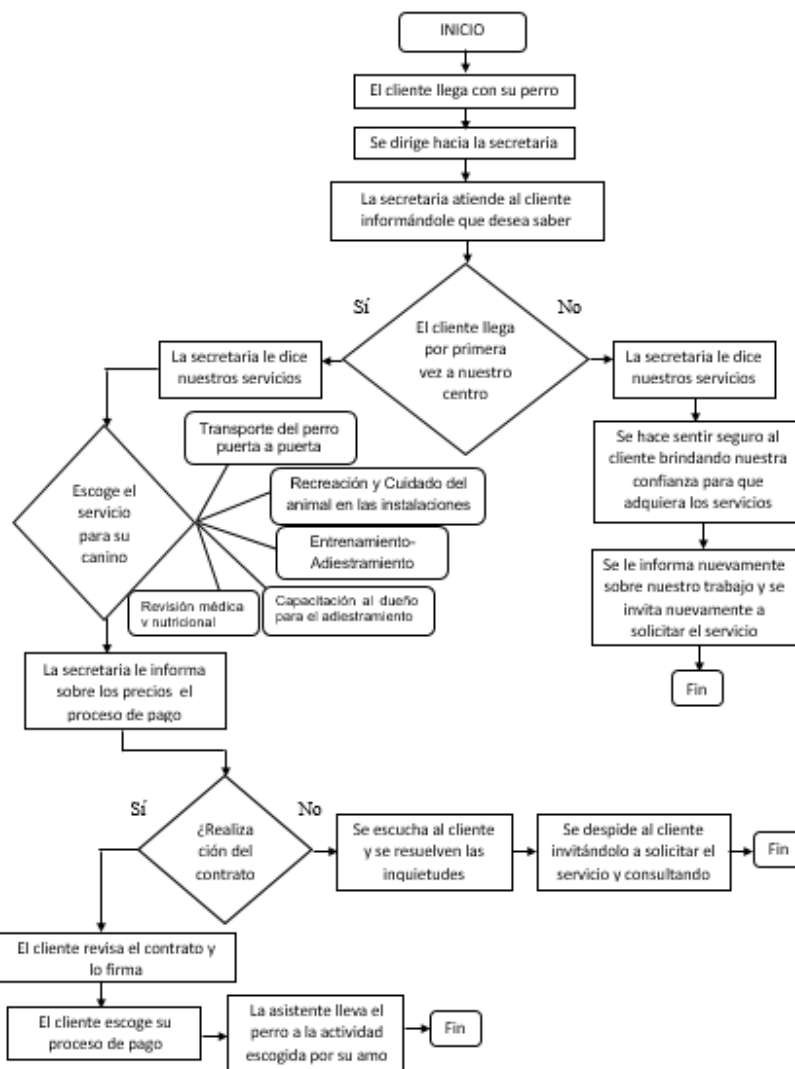 INICIO
El cliente llega con su perro
Se dirige hacia la secretaria
La secretaria atiende al cliente
informándole que desea saber
Sí
No
El cliente llega
por primera
vez a nuestro
centro
La secretaria le dice
nuestros servicios
La secretaria le dice
nuestros servicios
Transporte del perro
puerta a puerta
Se hace sentir seguro al
cliente brindando nuestra
confianza para que
adquiera los servicios
Escoge el
servicio
para su
canino
Recreación y Cuidado del
animal en las instalaciones
Entrenamiento-
Adiestramiento
Revisión médica
y nutricional
Capacitación al dueño
para el adiestramiento
Se le informa nuevamente
sobre nuestro trabajo y se
invita nuevamente a
solicitar el servicio
Fin
La secretaria le informa
sobre los precios el
proceso de pago
Sí
No
¿Realiza
ción del
contrato
Se escucha al cliente
y se resuelven las
inquietudes
Se despide al cliente
invitándolo a solicitar el
servicio y consultando
Fin
El cliente revisa el contrato y
lo firma
El cliente escoge su
proceso de pago
La asistente lleva el
perro a la actividad
escogida por su amo
Fin